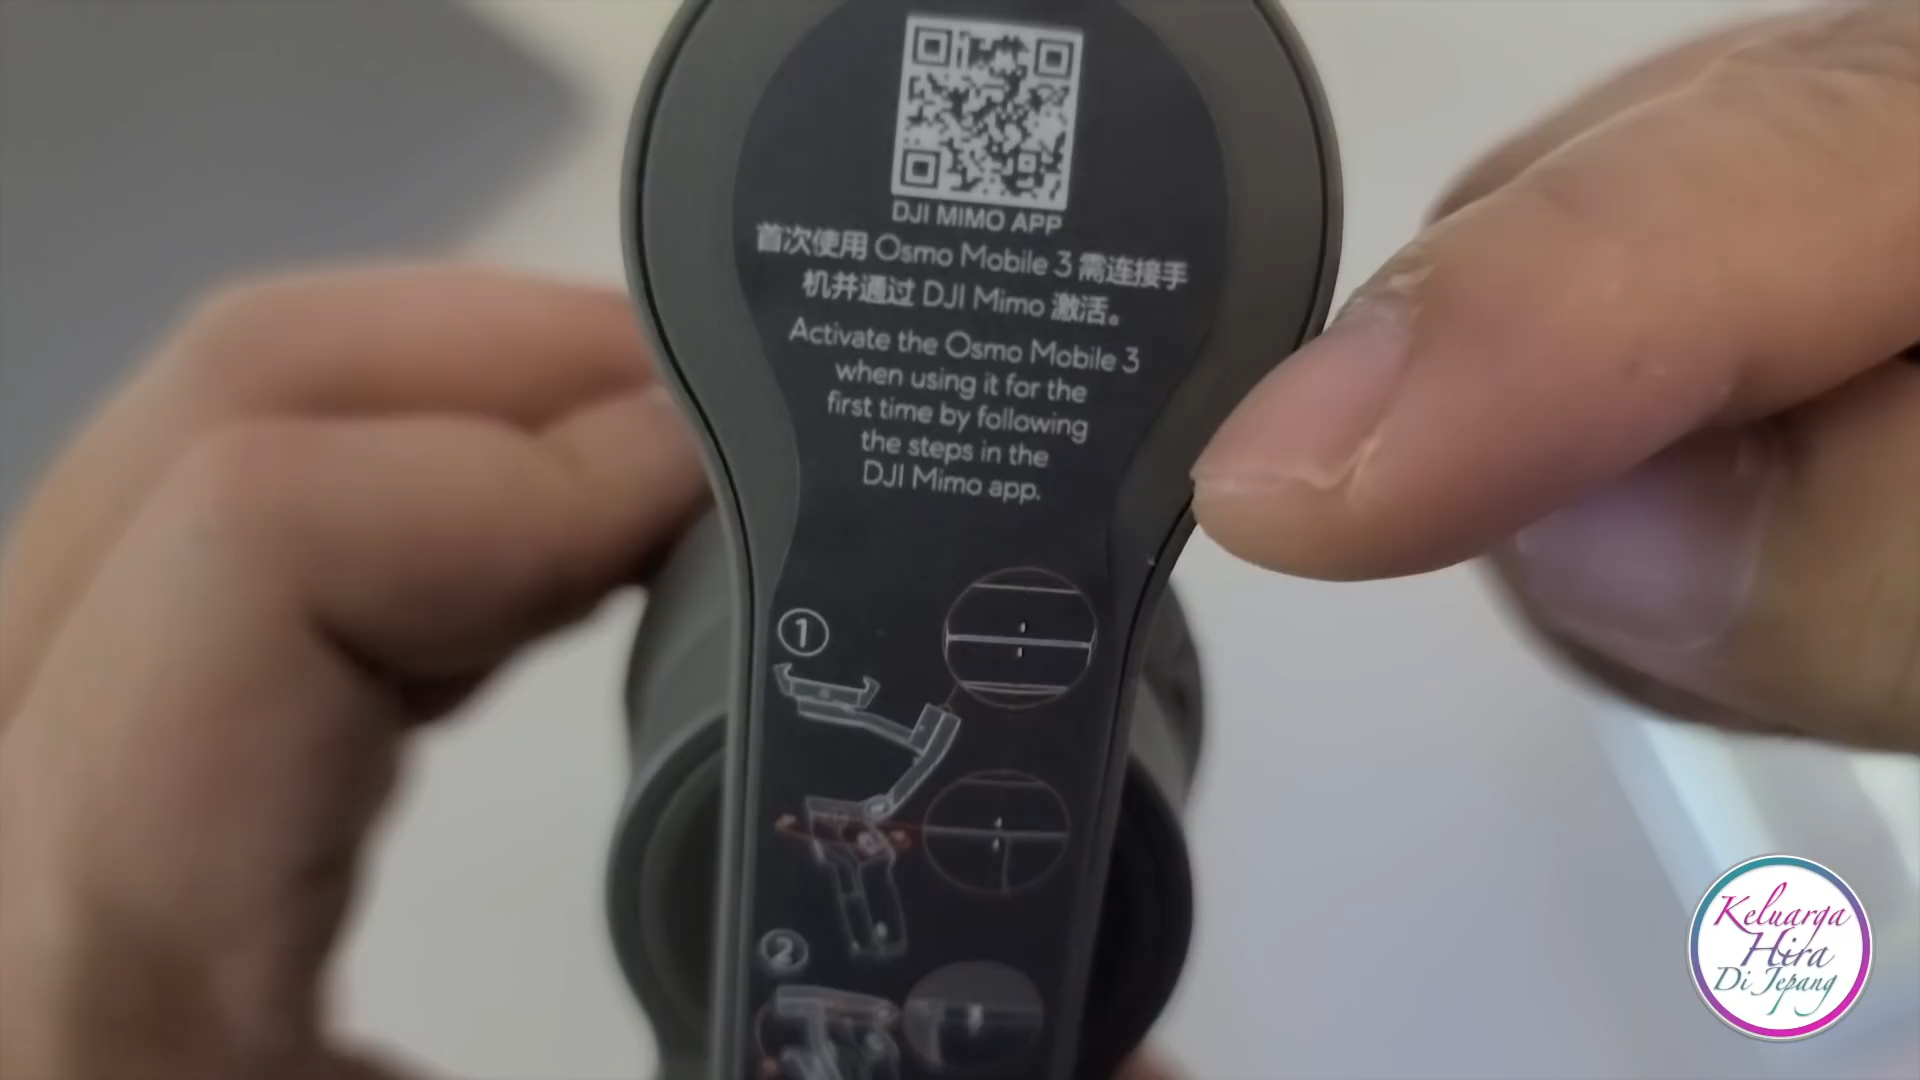 DJI MIMO APP
首次使用 Osmo Mobile 3 需连接手
机并通过 DJI Mimo 激活。
Activate the Osmo Mobile 3
when using it for the
first time by following
the steps in the
DJI Mimo app.
1
2
Keluarga
Hira
Di Jepang